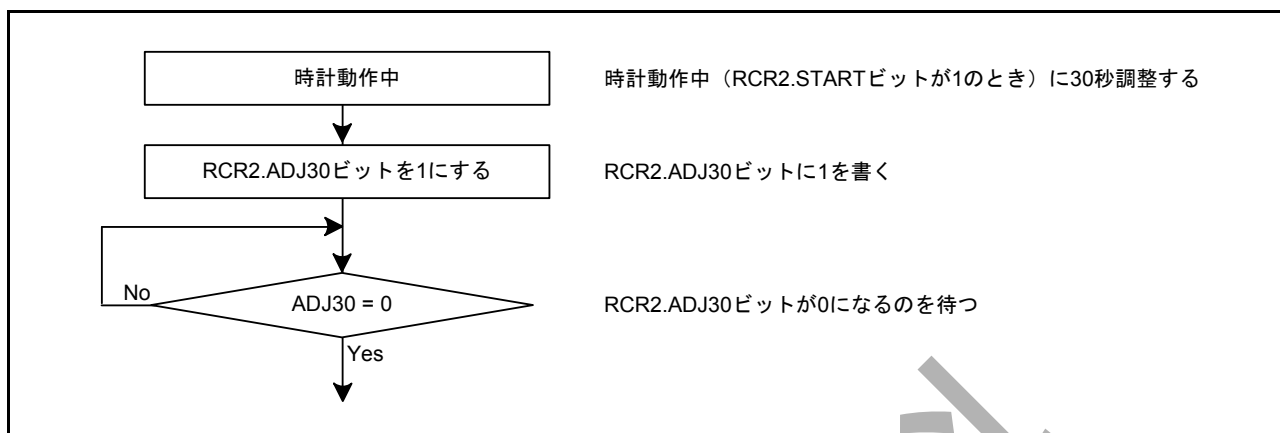 時計動作中
時計動作中（RCR2.STARTビットが1のとき）に30秒調整する
RCR2.ADJ30ビットを1にする
RCR2.ADJ30ビットに1を書く
No
ADJ30 = 0
RCR2.ADJ30ビットが0になるのを待つ
Yes